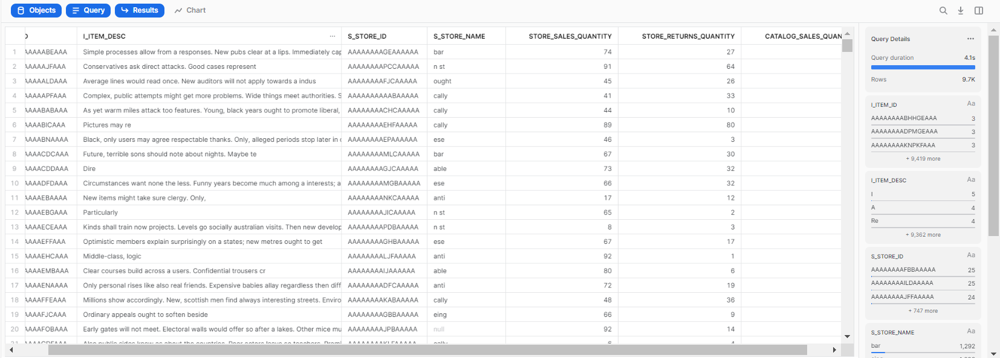 Objects Query Results Chart
D I_ITEM_DESC ... S_STORE_ID S_STORE_NAME STORE_SALES_QUANTITY STORE_RETURNS_QUANTITY CATALOG_SALES_QUAN
1 AAAAABEAAA Simple processes allow from a responses. New pubs clear at a lips. Immediately cap AAAAAAAAGEAAAAAA bar 74 27
2 AAAAAJFAAA Conservatives ask direct attacks. Good cases represent AAAAAAAAPCCAAAAA n st 91 64
3 AAAAALDAAA Average lines would read once. New auditors will not apply towards a indus AAAAAAAAFJCAAAAA ought 45 26
4 AAAAAPFAAA Complex, public attempts might get more problems. Wide things meet authorities. S AAAAAAAAAABAAAAA cally 41 33
5 AAAABABAAA As yet warm miles attack too features. Young, black years ought to promote liberal, AAAAAAAACHCAAAAA cally 44 10
6 AAAABICAAA Pictures may re AAAAAAAAEHFAAAAA cally 89 80
7 AAAABNAAAA Black, only users may agree respectable thanks. Only, alleged periods stop later in c AAAAAAAAEPAAAAAA ese 46 3
8 AAAACDCAAA Future, terrible sons should note about nights. Maybe te AAAAAAAAMLCAAAAA bar 67 30
9 AAAACDDAAA Dire AAAAAAAAGJCAAAAA able 73 32
10 AAAADFDAAA Circumstances want none the less. Funny years become much among a interests; a AAAAAAAAMGBAAAAA ese 66 32
11 AAAAEBAAAA New items might take sure clergy. Only, AAAAAAAANKCAAAAA anti 17 12
12 AAAAEBGAAA Particularly AAAAAAAAJICAAAAA n st 65 2
13 AAAAECEAAA Kinds shall train now projects. Levels go socially australian visits. Then new develop AAAAAAAAPDBAAAAA n st 8 3
14 AAAAEFFAAA Optimistic members explain surprisingly on a states; new metres ought to get AAAAAAAAGHBAAAAA ese 67 17
15 AAAAEHCAAA Middle-class, logic AAAAAAAALJFAAAAA anti 92 1
16 AAAAEMBAAA Clear courses build across a users. Confidential trousers cr AAAAAAAAIJAAAAAA able 80 6
17 AAAAENAAAA Only personal rises like also real friends. Expensive babies allay regardless then diff AAAAAAAADFCAAAAA anti 72 19
18 AAAAFFEAAA Millions show accordingly. New, scottish men find always interesting streets. Enviro AAAAAAAAKABAAAAA cally 48 36
19 AAAAFJCAAA Ordinary appeals ought to soften beside AAAAAAAAGBBAAAAA eing 66 9
20 AAAAFOBAAA Early gates will not meet. Electoral walls would offer so after a lakes. Other mice mu AAAAAAAAJPBAAAAA null 92 14
Query Details ...
Query duration 4.1s
Rows 9.7K
I_ITEM_ID Aa
AAAAAAAABHHGEAAA 3
AAAAAAAADPMGEAAA 3
AAAAAAAAKNPKFAAA 3
+ 9,419 more
I_ITEM_DESC Aa
I 5
A 4
Re 4
+ 9,362 more
S_STORE_ID Aa
AAAAAAAAFBBAAAAA 25
AAAAAAAAILDAAAAA 25
AAAAAAAAJFFAAAAA 24
+ 747 more
S_STORE_NAME Aa
bar 1,292